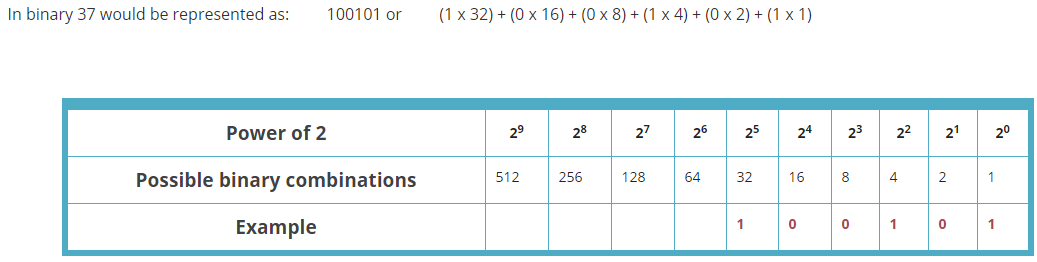 In binary 37 would be represented as: 100101 or (1 x 32) + (0 x 16) + (0 x 8) + (1 x 4) + (0 x 2) + (1 x 1)
Power of 2 2⁹ 2⁸ 2⁷ 2⁶ 2⁵ 2⁴ 2³ 2² 2¹ 2⁰
Possible binary combinations 512 256 128 64 32 16 8 4 2 1
Example 1 0 0 1 0 1